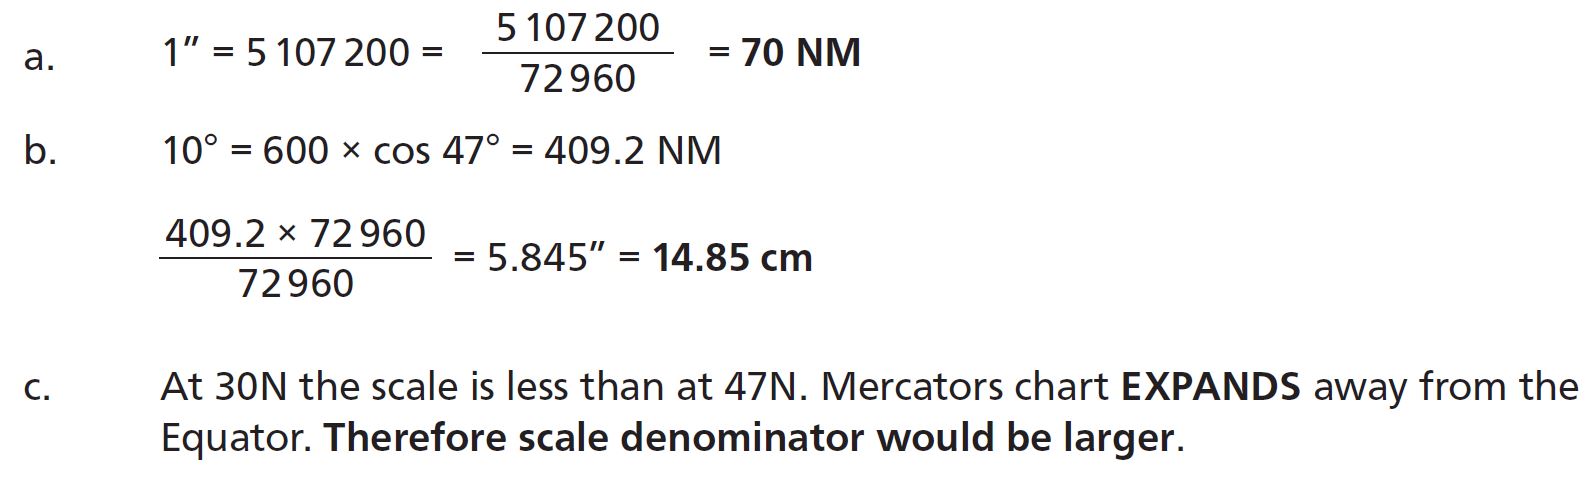 a. 1″ = 5 107 200 = 5 107 200 / 72 960 = 70 NM
b. 10° = 600 × cos 47° = 409.2 NM
409.2 × 72 960 / 72 960 = 5.845″ = 14.85 cm
c. At 30N the scale is less than at 47N. Mercators chart EXPANDS away from the
Equator. Therefore scale denominator would be larger.